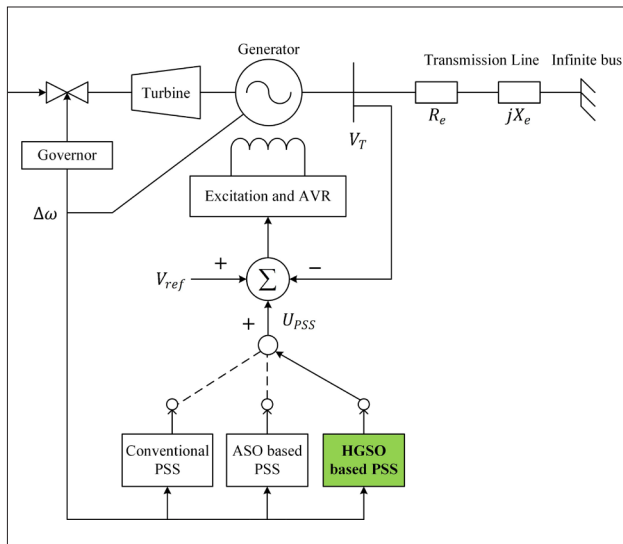 Generator
Transmission Line
Infinite bus
Turbine
Governor
V_T
R_e
jX_e
Excitation and AVR
Δω
+
−
V_ref
Σ
+
U_PSS
Conventional
PSS
ASO based
PSS
HGSO
based PSS